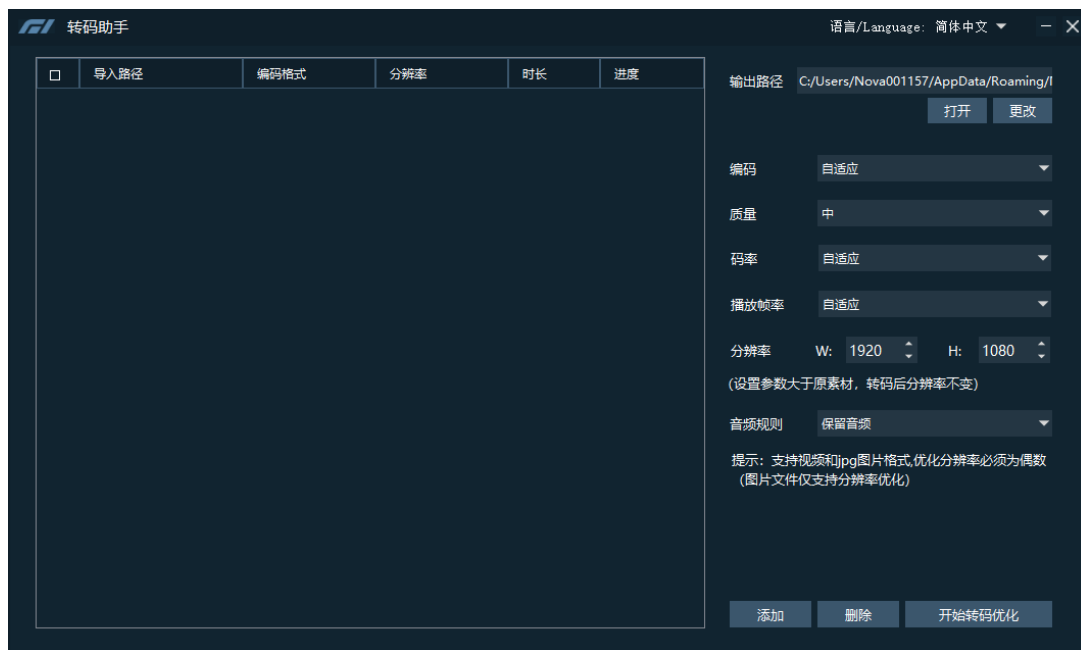 转码助手 语言/Language: 简体中文
导入路径 编码格式 分辨率 时长 进度
输出路径 C:/Users/Nova001157/AppData/Roaming/
打开 更改
编码 自适应
质量 中
码率 自适应
播放帧率 自适应
分辨率 W: 1920 H: 1080
(设置参数大于原素材，转码后分辨率不变)
音频规则 保留音频
提示：支持视频和jpg图片格式,优化分辨率必须为偶数
（图片文件仅支持分辨率优化）
添加 删除 开始转码优化